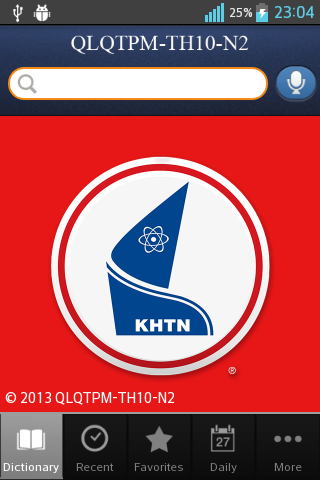 25% 23:04
QLQTPM-TH10-N2
KHTN
®
© 2013 QLQTPM-TH10-N2
Dictionary Recent Favorites 27 Daily More